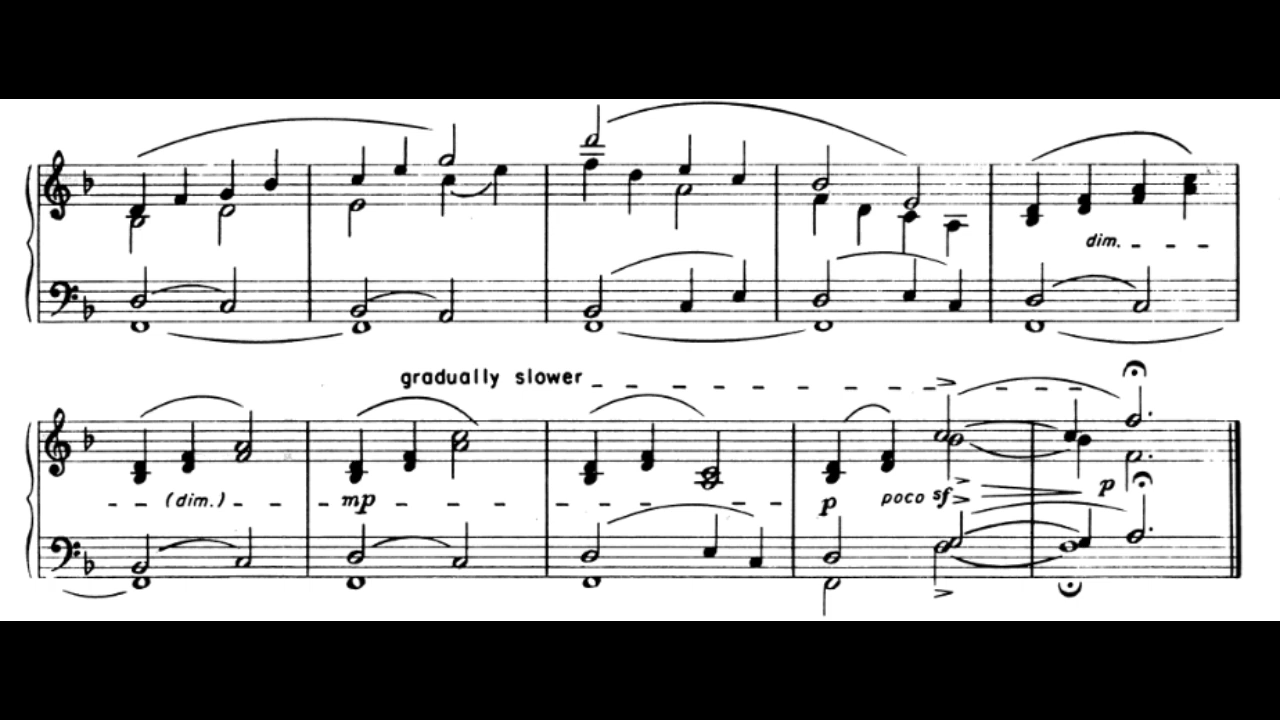 dim.
gradually slower
(dim.) mp p poco sf p